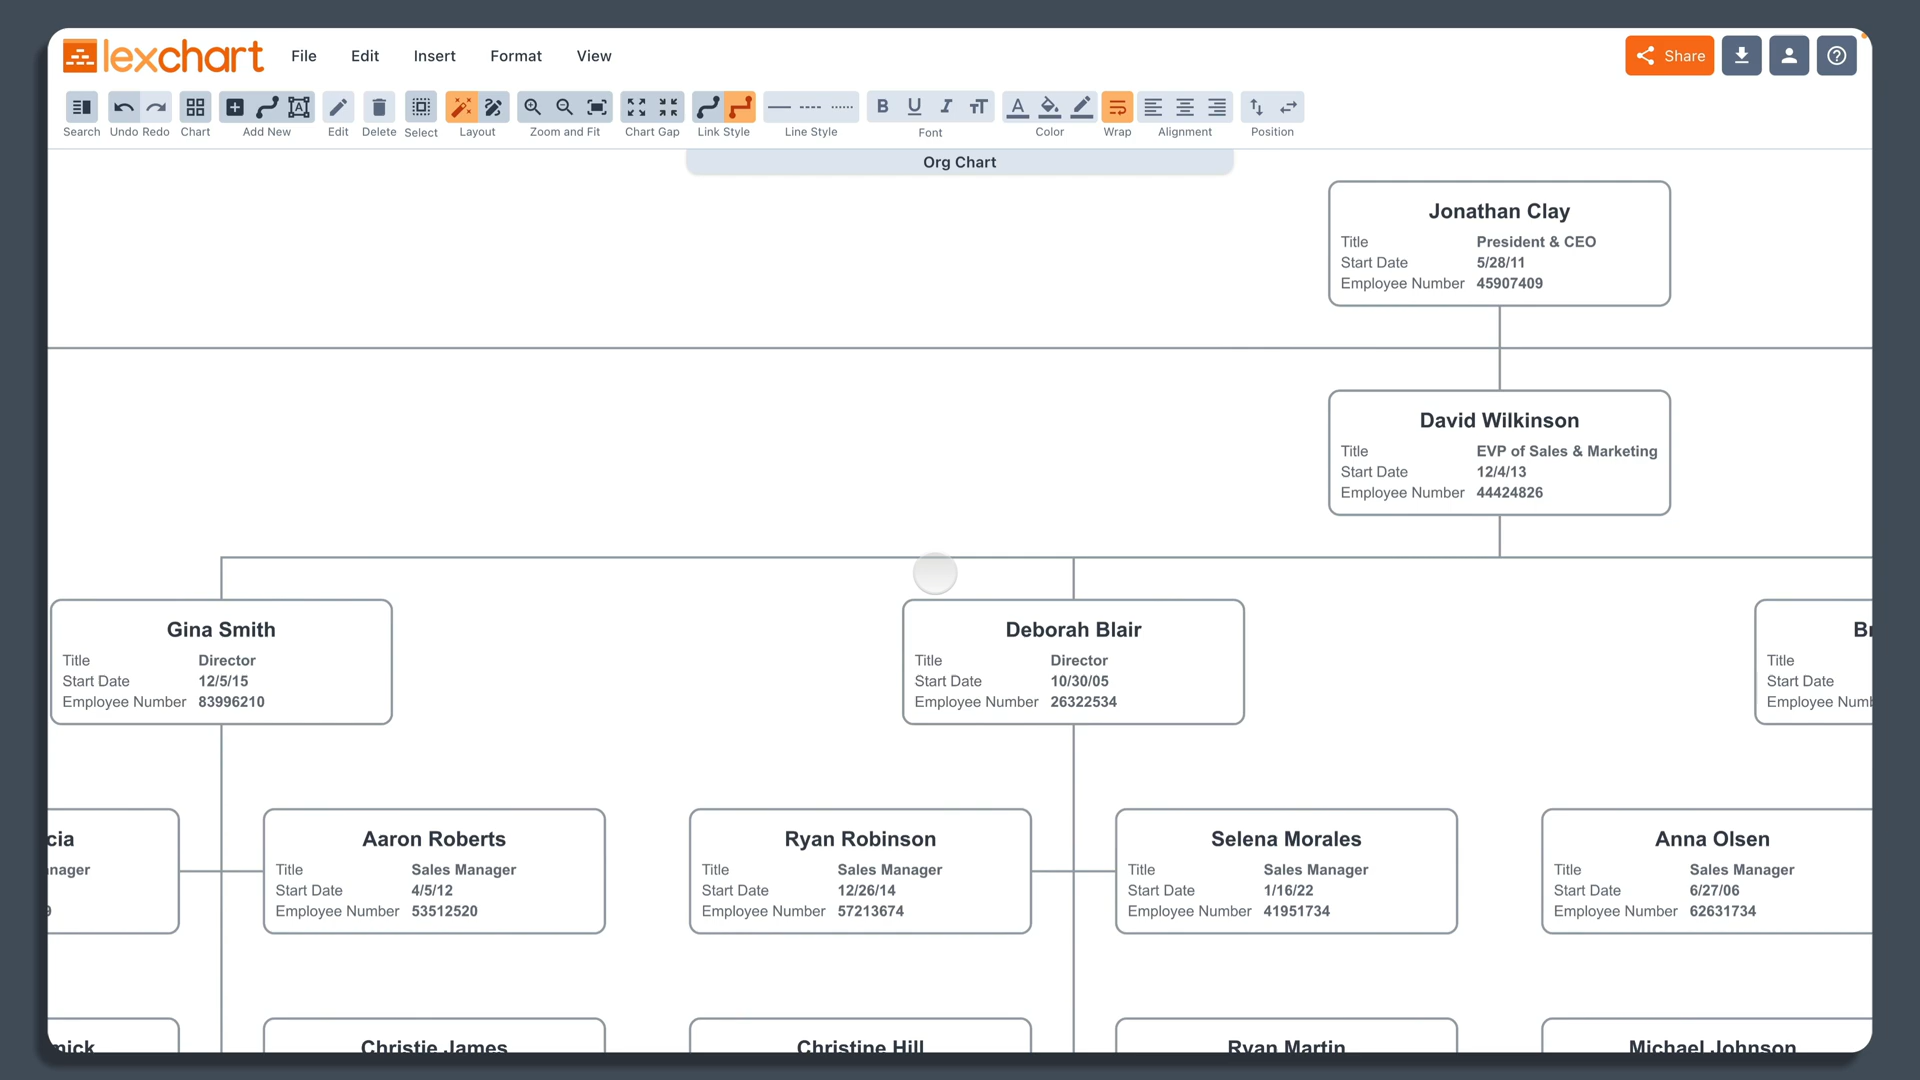 lexchart File Edit Insert Format View Share
Search Undo Redo Chart Add New Edit Delete Select Layout Zoom and Fit Chart Gap Link Style Line Style Font Color Wrap Alignment Position
Org Chart
Jonathan Clay
Title President & CEO
Start Date 5/28/11
Employee Number 45907409
David Wilkinson
Title EVP of Sales & Marketing
Start Date 12/4/13
Employee Number 44424826
Gina Smith
Title Director
Start Date 12/5/15
Employee Number 83996210
Deborah Blair
Title Director
Start Date 10/30/05
Employee Number 26322534
Title
Start Date
Employee
Aaron Roberts
Title Sales Manager
Start Date 4/5/12
Employee Number 53512520
Ryan Robinson
Title Sales Manager
Start Date 12/26/14
Employee Number 57213674
Selena Morales
Title Sales Manager
Start Date 1/16/22
Employee Number 41951734
Anna Olsen
Title Sales Manager
Start Date 6/27/06
Employee Number 62631734
Christie James
Christine Hill
Ryan Martin
Michael Johnson